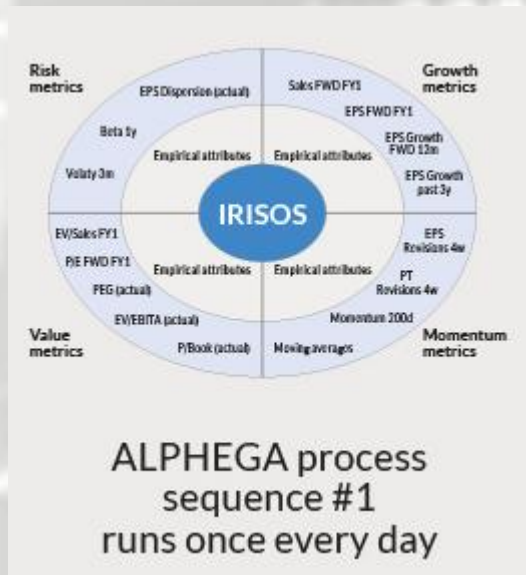 Risk
metrics
EPS Dispersion (actual)
Beta 1y
Volaty 3m
Empirical attributes
Growth
metrics
Sales FWD FY1
EPS FWD FY1
EPS Growth
FWD 12m
EPS Growth
past 3y
Empirical attributes
IRISOS
EV/Sales FY1
P/E FWD FY1
PEG (actual)
EV/EBITA (actual)
P/Book (actual)
Empirical attributes
Value
metrics
EPS
Revisions 4w
PT
Revisions 4w
Momentum 200d
Moving averages
Empirical attributes
Momentum
metrics
ALPHEGA process
sequence #1
runs once every day